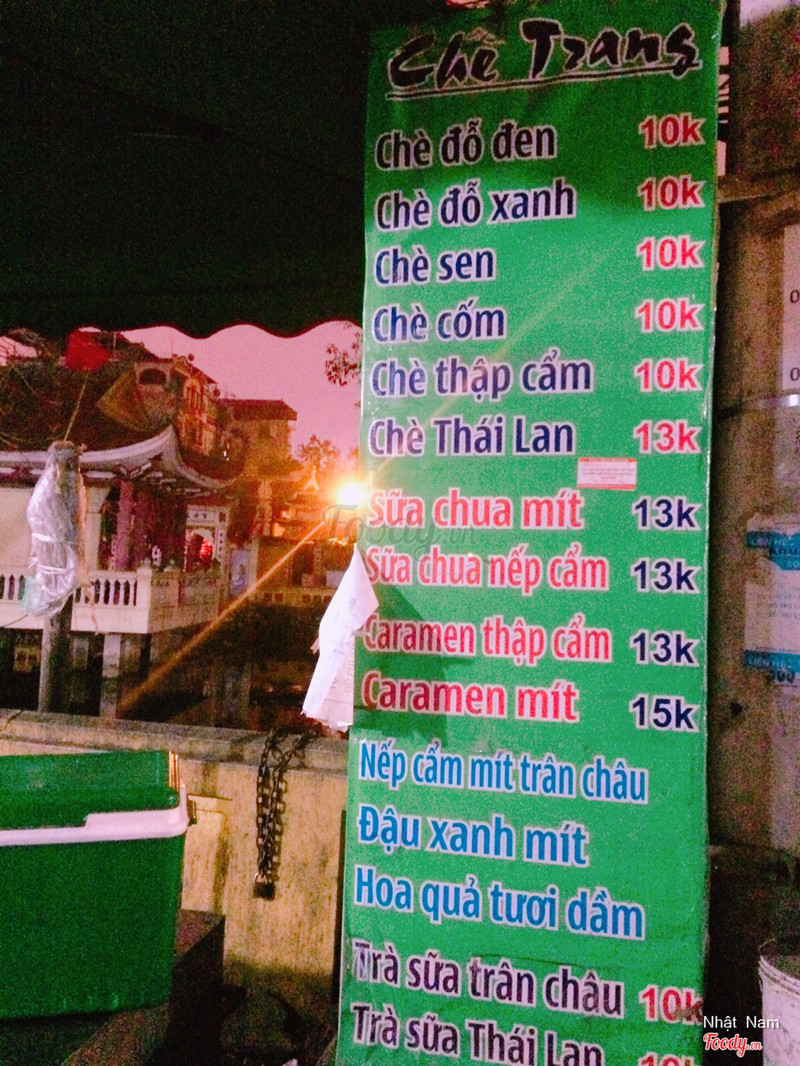 Chè Trang
Chè đỗ đen 10k
Chè đỗ xanh 10k
Chè sen 10k
Chè cốm 10k
Chè thập cẩm 10k
Chè Thái Lan 13k
Sữa chua mít 13k
Sữa chua nếp cẩm 13k
Caramen thập cẩm 13k
Caramen mít 15k
Nếp cẩm mít trân châu
Đậu xanh mít
Hoa quả tươi dầm
Trà sữa trân châu 10k
Trà sữa Thái Lan
Foody.vn
Nhật Nam
Foody.vn